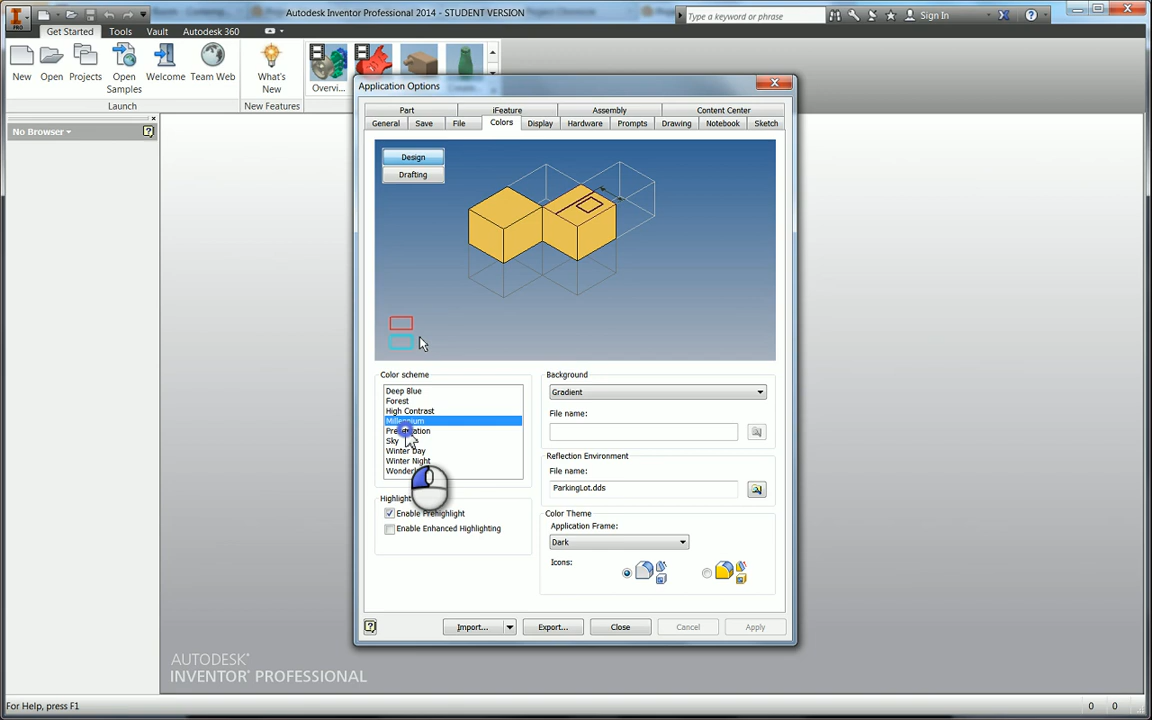 PRO
Autodesk Inventor Professional 2014 - STUDENT VERSION
Type a keyword or phrase
Sign In
Get Started
Tools
Vault
Autodesk 360
New
Open
Projects
Open
Samples
Welcome
Team Web
What's
New
Overvi...
Launch
New Features
No Browser
Application Options
Part
iFeature
Assembly
Content Center
General
Save
File
Colors
Display
Hardware
Prompts
Drawing
Notebook
Sketch
Design
Drafting
Color scheme
Deep Blue
Forest
High Contrast
Millennium
Sky
Winter Day
Winter Night
Background
Gradient
File name:
Reflection Environment
File name:
ParkingLot.dds
Highlight
Enable Prehighlight
Enable Enhanced Highlighting
Color Theme
Application Frame:
Dark
Icons:
Import...
Export...
Close
Cancel
Apply
AUTODESK®
INVENTOR PROFESSIONAL®
For Help, press F1
0
0